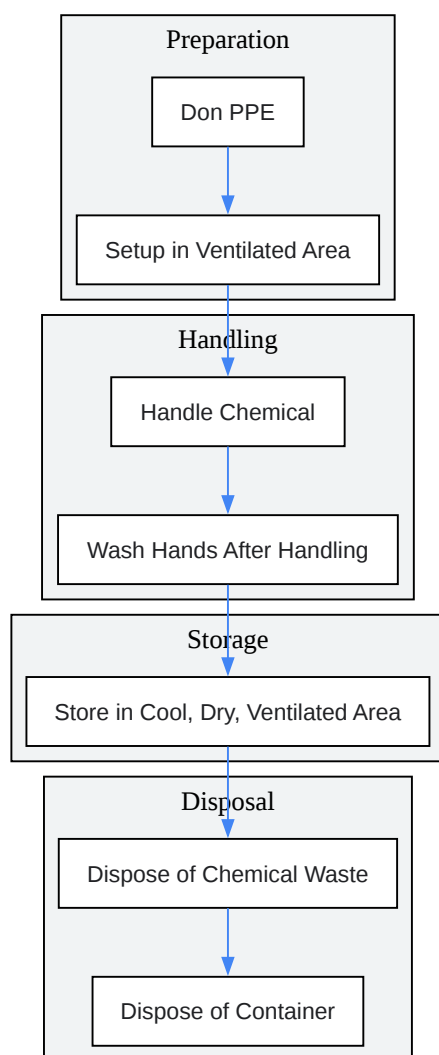 Preparation
Don PPE
Setup in Ventilated Area
Handling
Handle Chemical
Wash Hands After Handling
Storage
Store in Cool, Dry, Ventilated Area
Disposal
Dispose of Chemical Waste
Dispose of Container